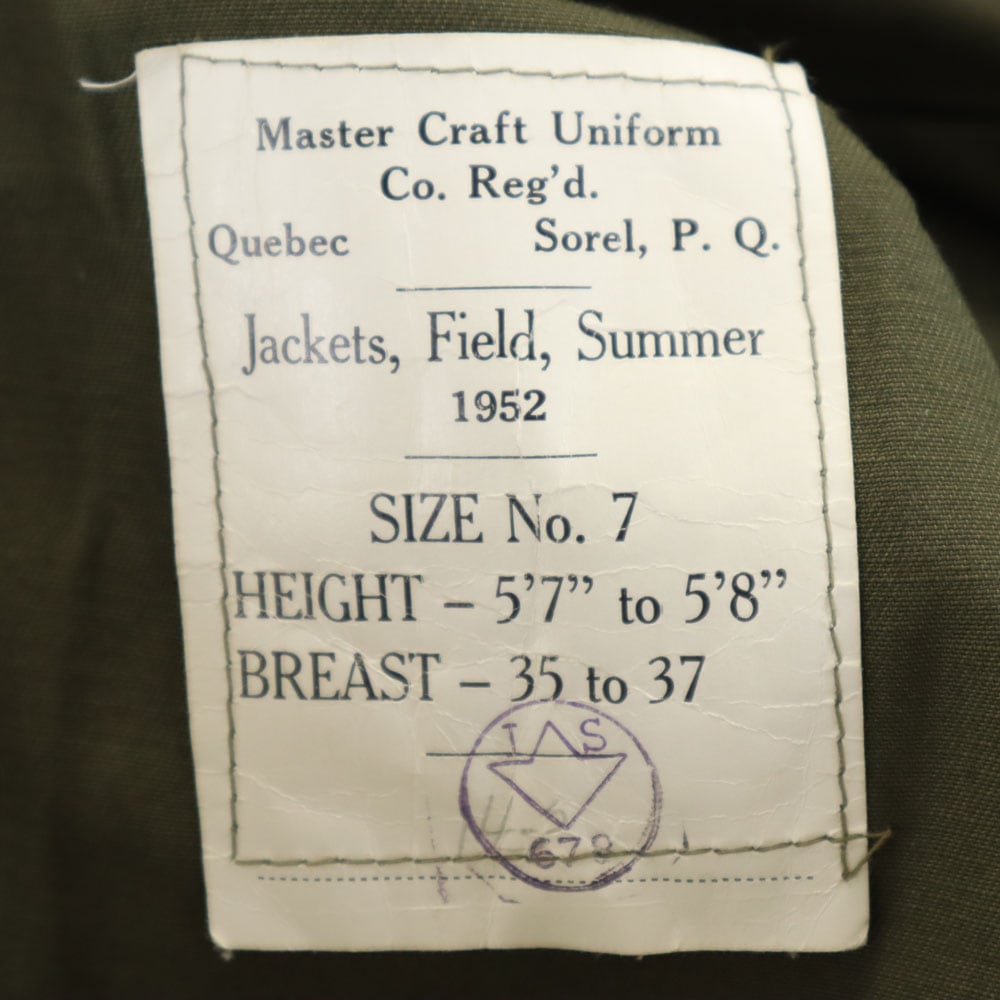 Master Craft Uniform
Co. Reg'd.
Quebec Sorel, P. Q.
Jackets, Field, Summer
1952
SIZE No. 7
HEIGHT – 5'7” to 5'8”
BREAST – 35 to 37
I S
678